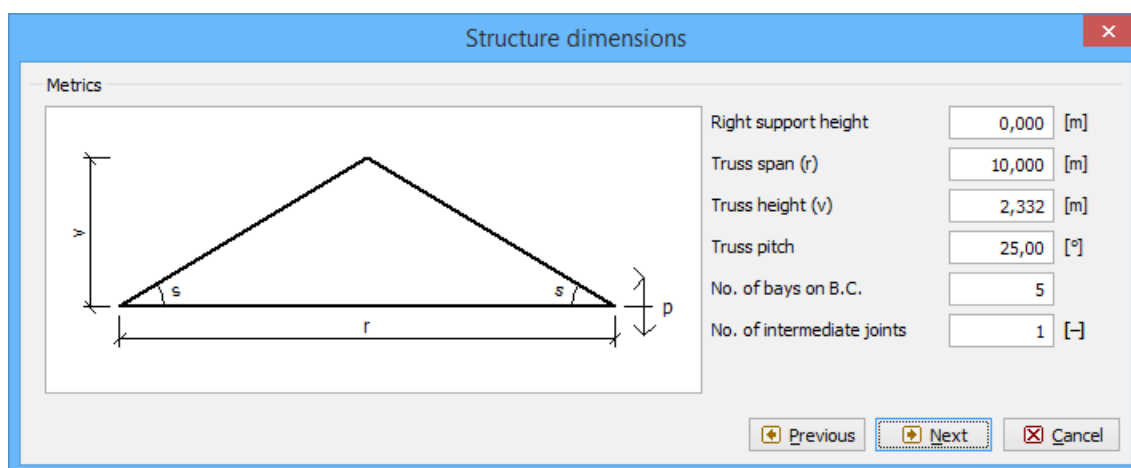 Structure dimensions
Metrics
v
s
s
r
p
Right support height 0,000 [m]
Truss span (r) 10,000 [m]
Truss height (v) 2,332 [m]
Truss pitch 25,00 [°]
No. of bays on B.C. 5
No. of intermediate joints 1 [–]
Previous Next Cancel